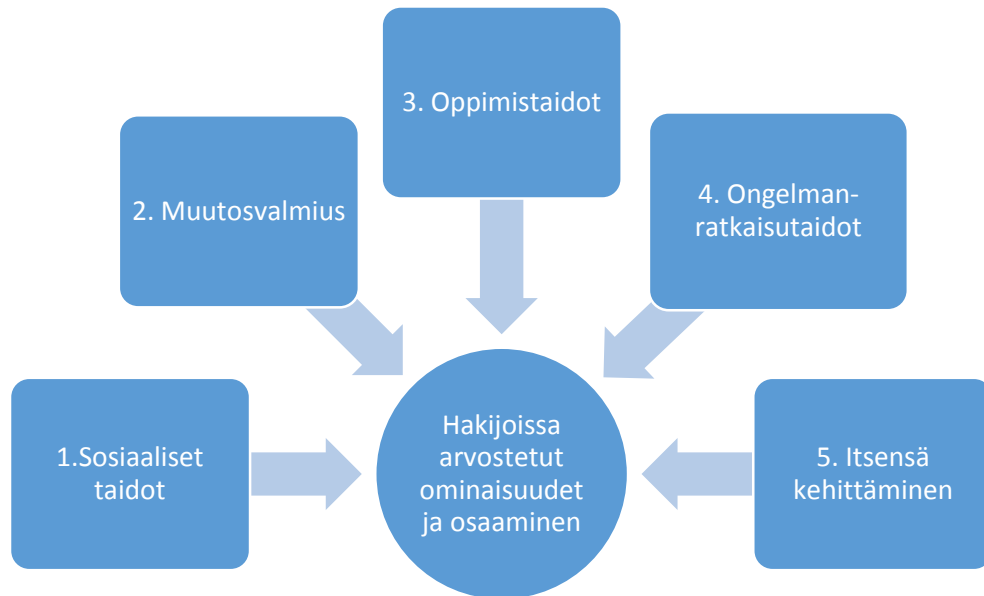 1.Sosiaaliset
taidot
2. Muutosvalmius
3. Oppimistaidot
4. Ongelman-
ratkaisutaidot
5. Itsensä
kehittäminen
Hakijoissa
arvostetut
ominaisuudet
ja osaaminen